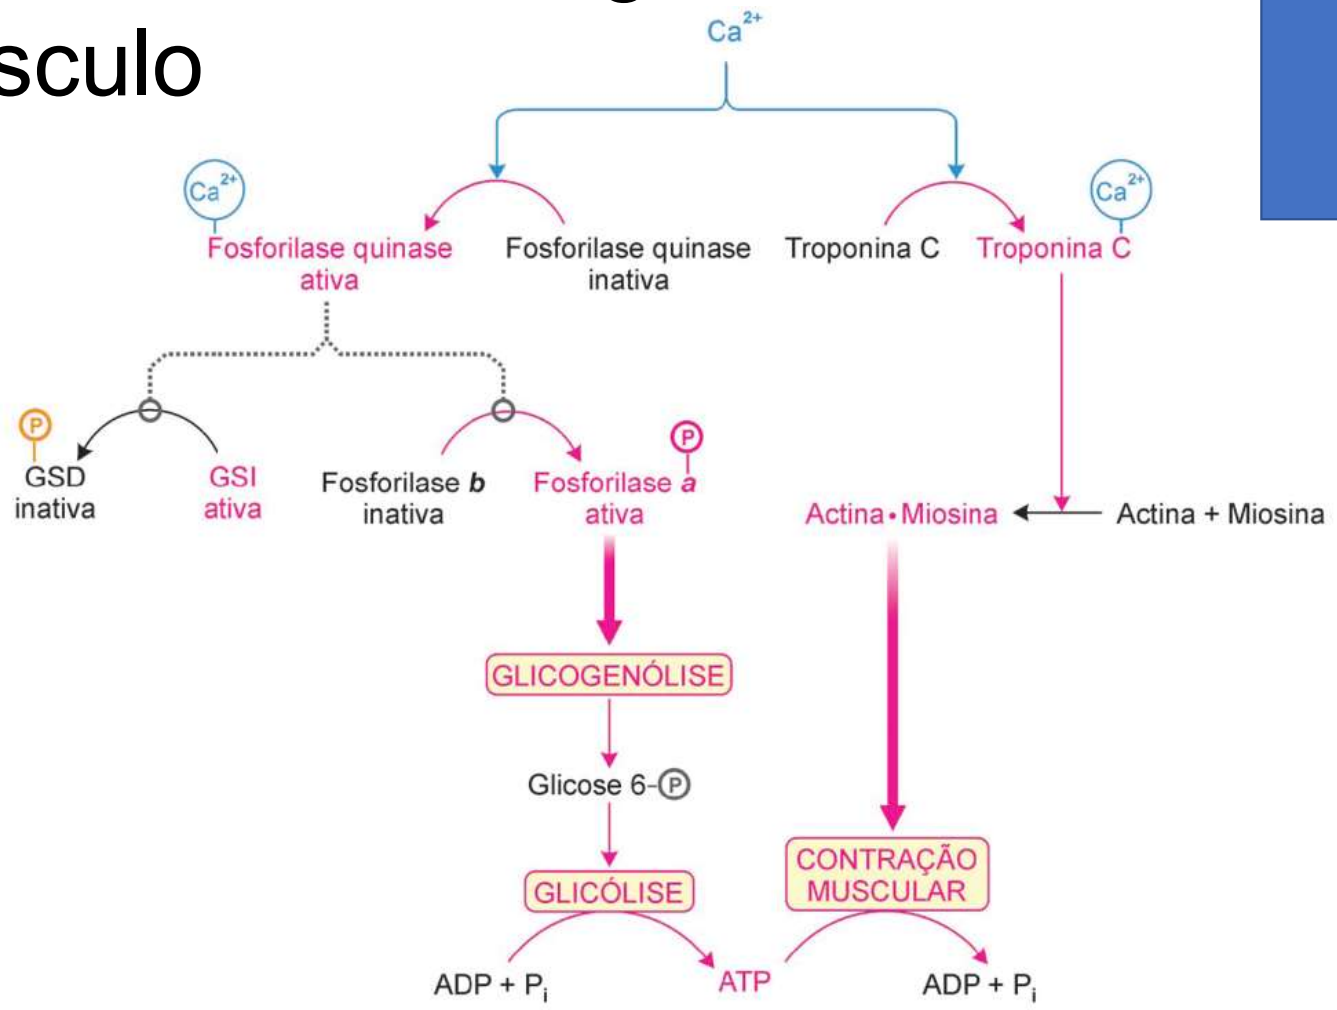 sculo
Ca2+
Ca2+
Ca2+
Fosforilase quinase
ativa
Fosforilase quinase
inativa
Troponina C
Troponina C
P
GSD
inativa
GSI
ativa
Fosforilase b
inativa
P
Fosforilase a
ativa
Actina•Miosina
Actina + Miosina
GLICOGENÓLISE
Glicose 6-P
GLICÓLISE
CONTRAÇÃO
MUSCULAR
ADP + Pi
ATP
ADP + Pi